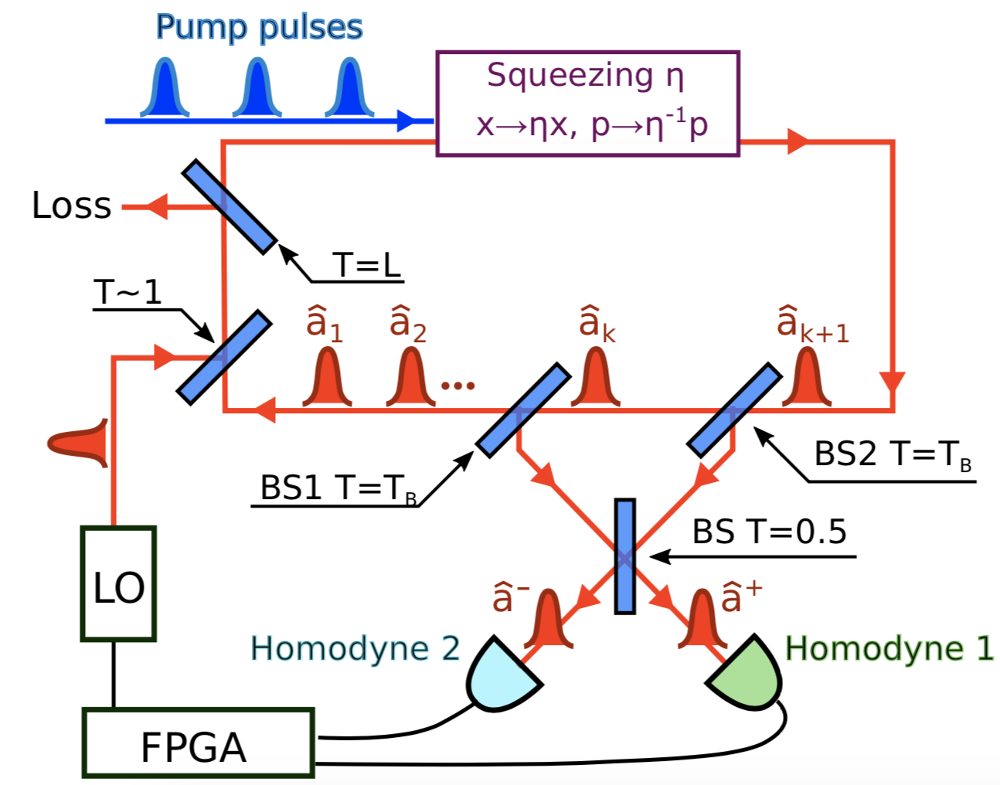 Pump pulses
Squeezing η
x→ηx, p→η⁻¹p
Loss
T=L
T~1
â₁
â₂
...
âₖ
âₖ₊₁
BS2 T=T_B
BS1 T=T_B
BS T=0.5
LO
â⁻
â⁺
Homodyne 2
Homodyne 1
FPGA